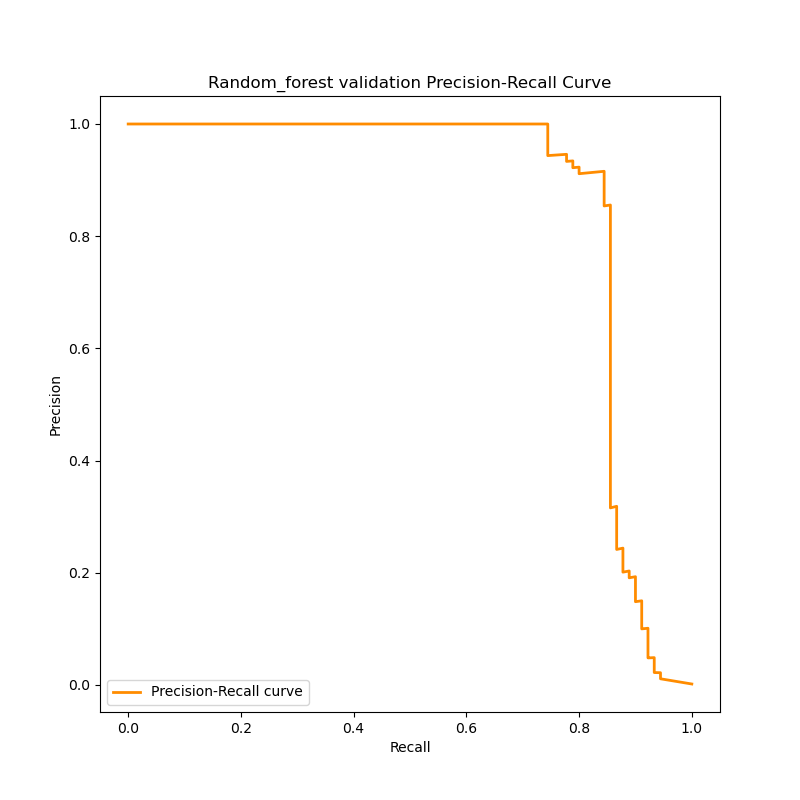 Random_forest validation Precision-Recall Curve
1.0
0.8
0.6
0.4
0.2
0.0
Precision
Precision-Recall curve
0.0 0.2 0.4 0.6 0.8 1.0
Recall